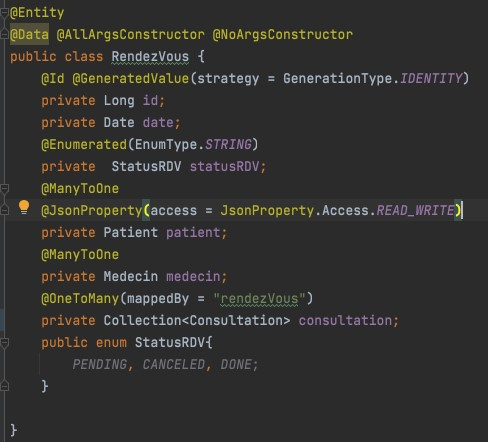 @Entity
@Data @AllArgsConstructor @NoArgsConstructor
public class RendezVous {
@Id @GeneratedValue(strategy = GenerationType.IDENTITY)
private Long id;
private Date date;
@Enumerated(EnumType.STRING)
private  StatusRDV statusRDV;
@ManyToOne
@JsonProperty(access = JsonProperty.Access.READ_WRITE)
private Patient patient;
@ManyToOne
private Medecin medecin;
@OneToMany(mappedBy = "rendezVous")
private Collection<Consultation> consultation;
public enum StatusRDV{
PENDING, CANCELED, DONE;
}
}